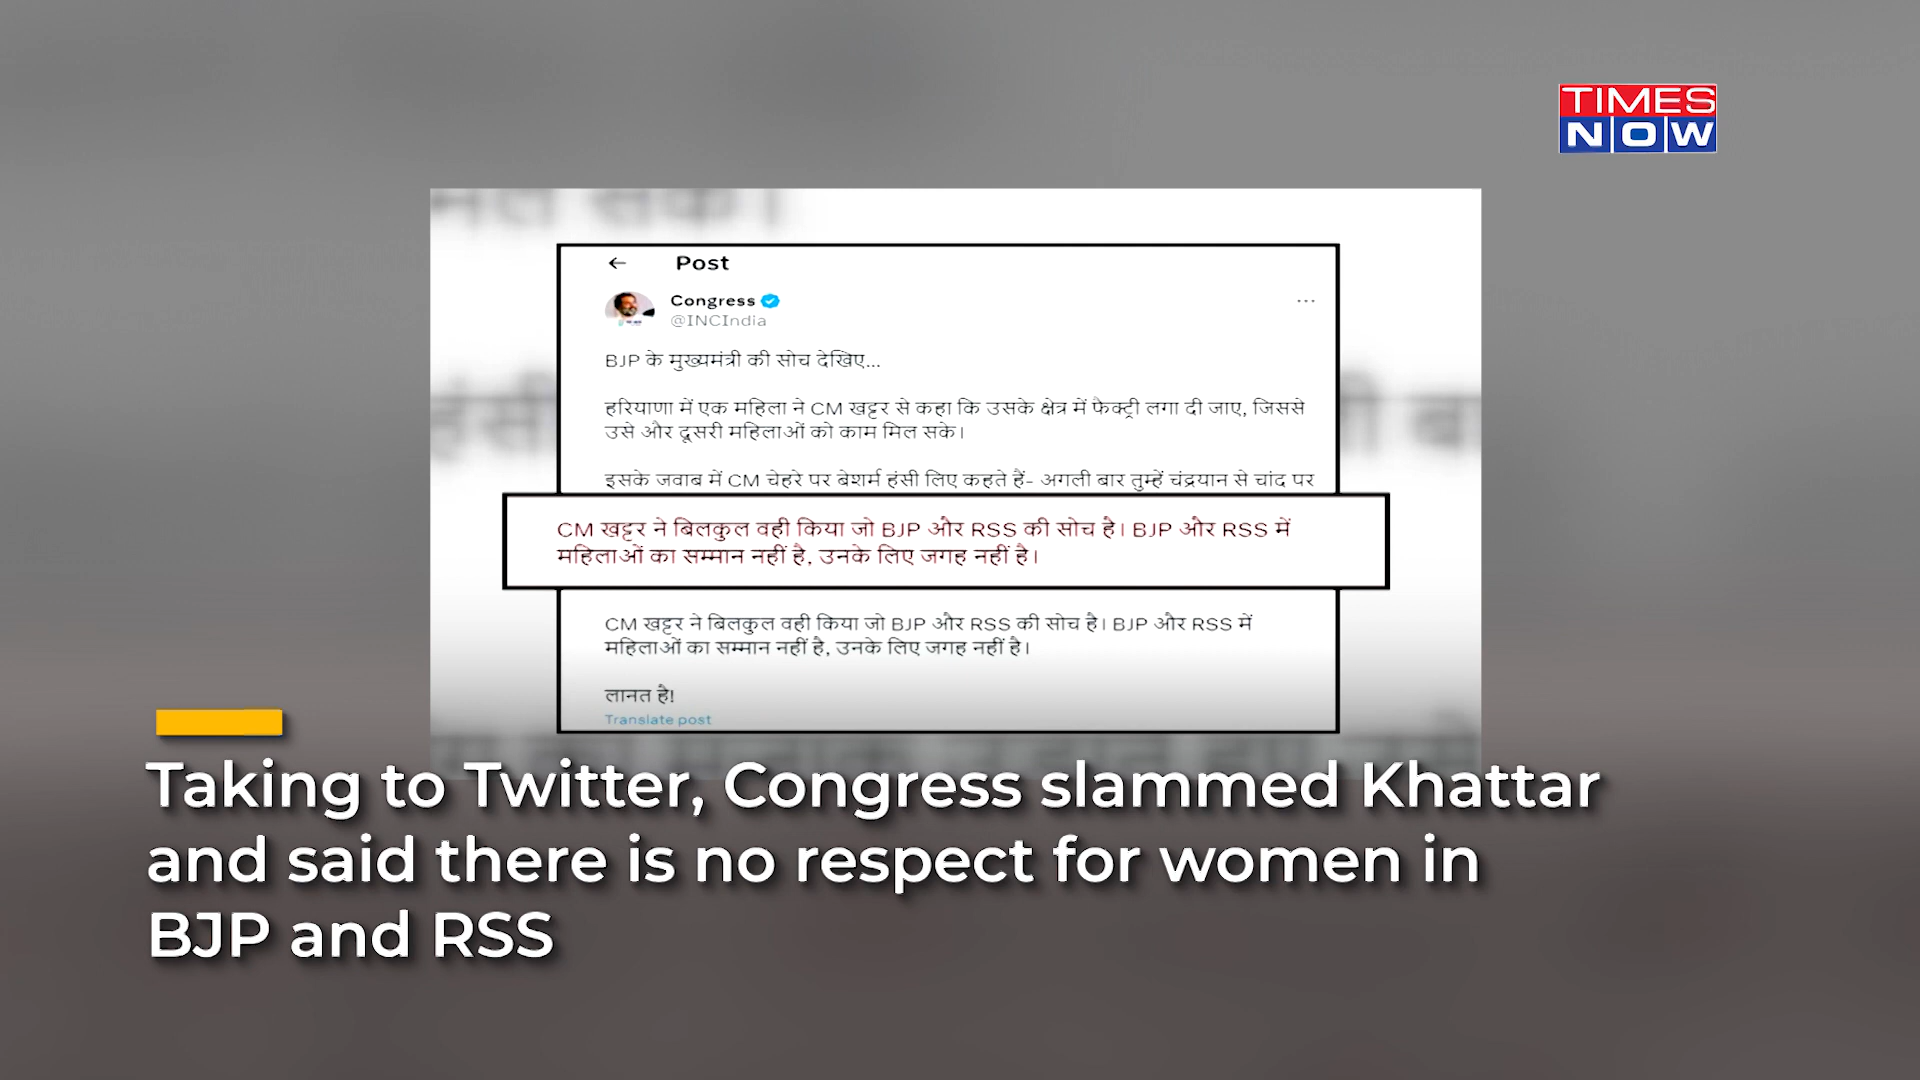 TIMES
NOW
मिल सके।
Post
Congress
@INCIndia
BJP के मुख्यमंत्री की सोच देखिए...
हरियाणा में एक महिला ने CM खट्टर से कहा कि उसके क्षेत्र में फैक्ट्री लगा दी जाए, जिससे
उसे और दूसरी महिलाओं को काम मिल सके।
इसके जवाब में CM चेहरे पर बेशर्म हंसी लिए कहते हैं- अगली बार तुम्हें चंद्रयान से चांद पर
CM खट्टर ने बिलकुल वही किया जो BJP और RSS की सोच है। BJP और RSS में
महिलाओं का सम्मान नहीं है, उनके लिए जगह नहीं है।
CM खट्टर ने बिलकुल वही किया जो BJP और RSS की सोच है। BJP और RSS में
महिलाओं का सम्मान नहीं है, उनके लिए जगह नहीं है।
लानत है!
Translate post
Taking to Twitter, Congress slammed Khattar
and said there is no respect for women in
BJP and RSS